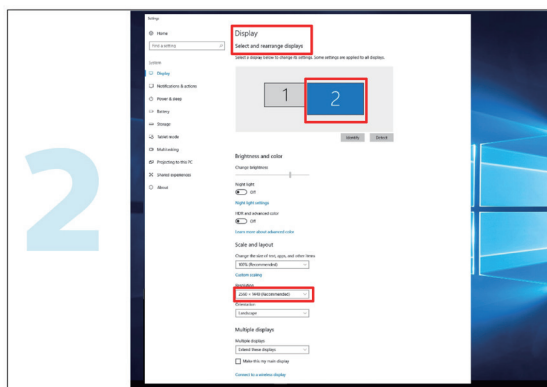 2
Settings
Home
Find a setting
System
Display
Notifications & actions
Power & sleep
Battery
Storage
Tablet mode
Multitasking
Projecting to this PC
Shared experiences
About
Display
Select and rearrange displays
Select a display below to change its settings. Some settings are applied to all displays.
1
2
Identify
Detect
Brightness and color
Change brightness
Night light
Off
Night light settings
HDR and advanced color
Off
Learn more about advanced color
Scale and layout
Change the size of text, apps, and other items
100% (Recommended)
Custom scaling
Resolution
2560 × 1440 (Recommended)
Orientation
Landscape
Multiple displays
Multiple displays
Extend these displays
Make this my main display
Connect to a wireless display